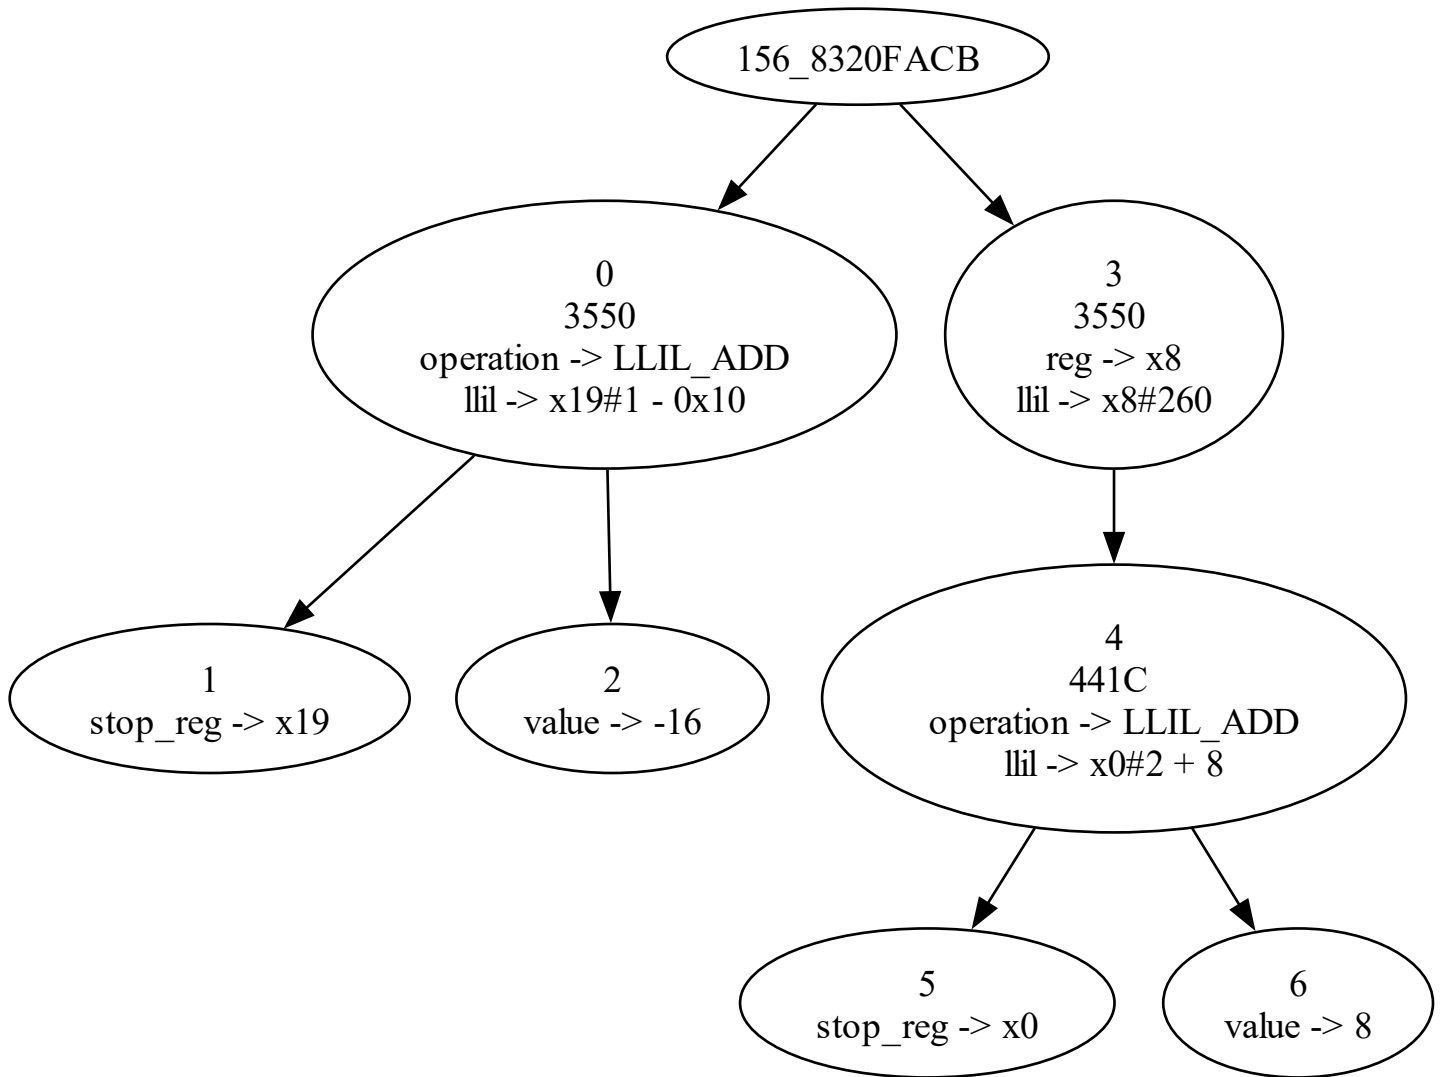 156_8320FACB
0
3550
operation -> LLIL_ADD
llil -> x19#1 - 0x10
3
3550
reg -> x8
llil -> x8#260
1
stop_reg -> x19
2
value -> -16
4
441C
operation -> LLIL_ADD
llil -> x0#2 + 8
5
stop_reg -> x0
6
value -> 8